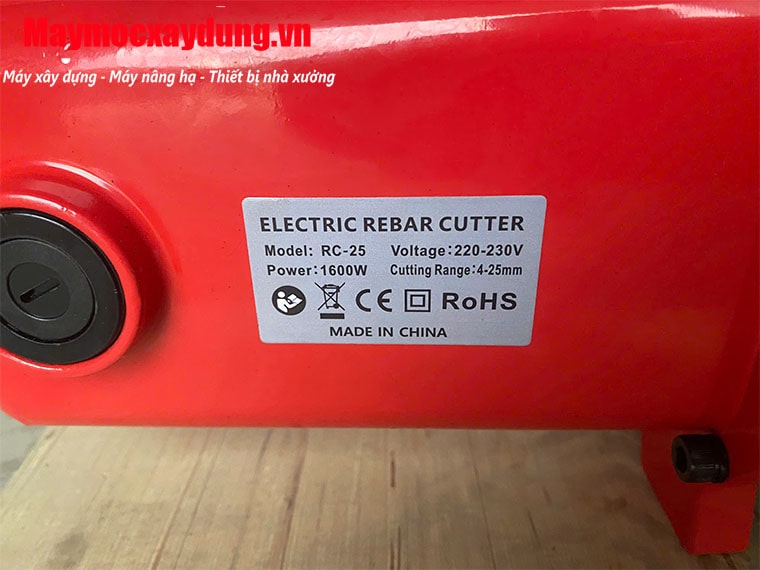 Maymocxaydung.vn
Máy xây dựng - Máy nâng hạ - Thiết bị nhà xưởng
ELECTRIC REBAR CUTTER
Model: RC-25 Voltage:220-230V
Power:1600W Cutting Range:4-25mm
CE RoHS
MADE IN CHINA